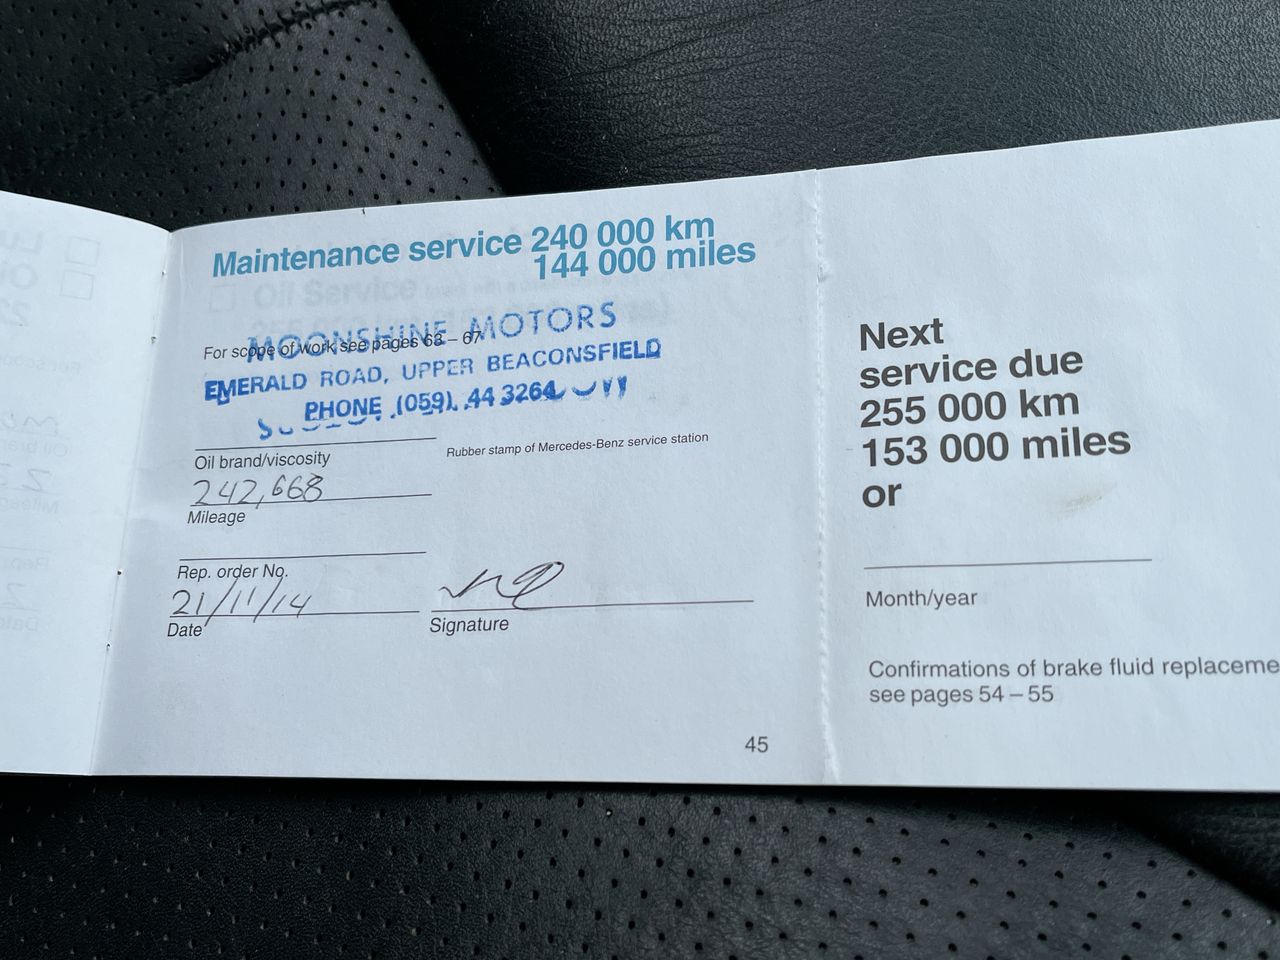 Maintenance service 240 000 km
144 000 miles
Oil Service
MOONSHINE MOTORS
For scope of work see pages 63 – 67
EMERALD ROAD, UPPER BEACONSFIELD
PHONE (059) 44 3264
Oil brand/viscosity
Rubber stamp of Mercedes-Benz service station
242,668
Mileage
Rep. order No.
21/11/14
Date
Signature
45
Next
service due
255 000 km
153 000 miles
or
Month/year
Confirmations of brake fluid replaceme
see pages 54 – 55